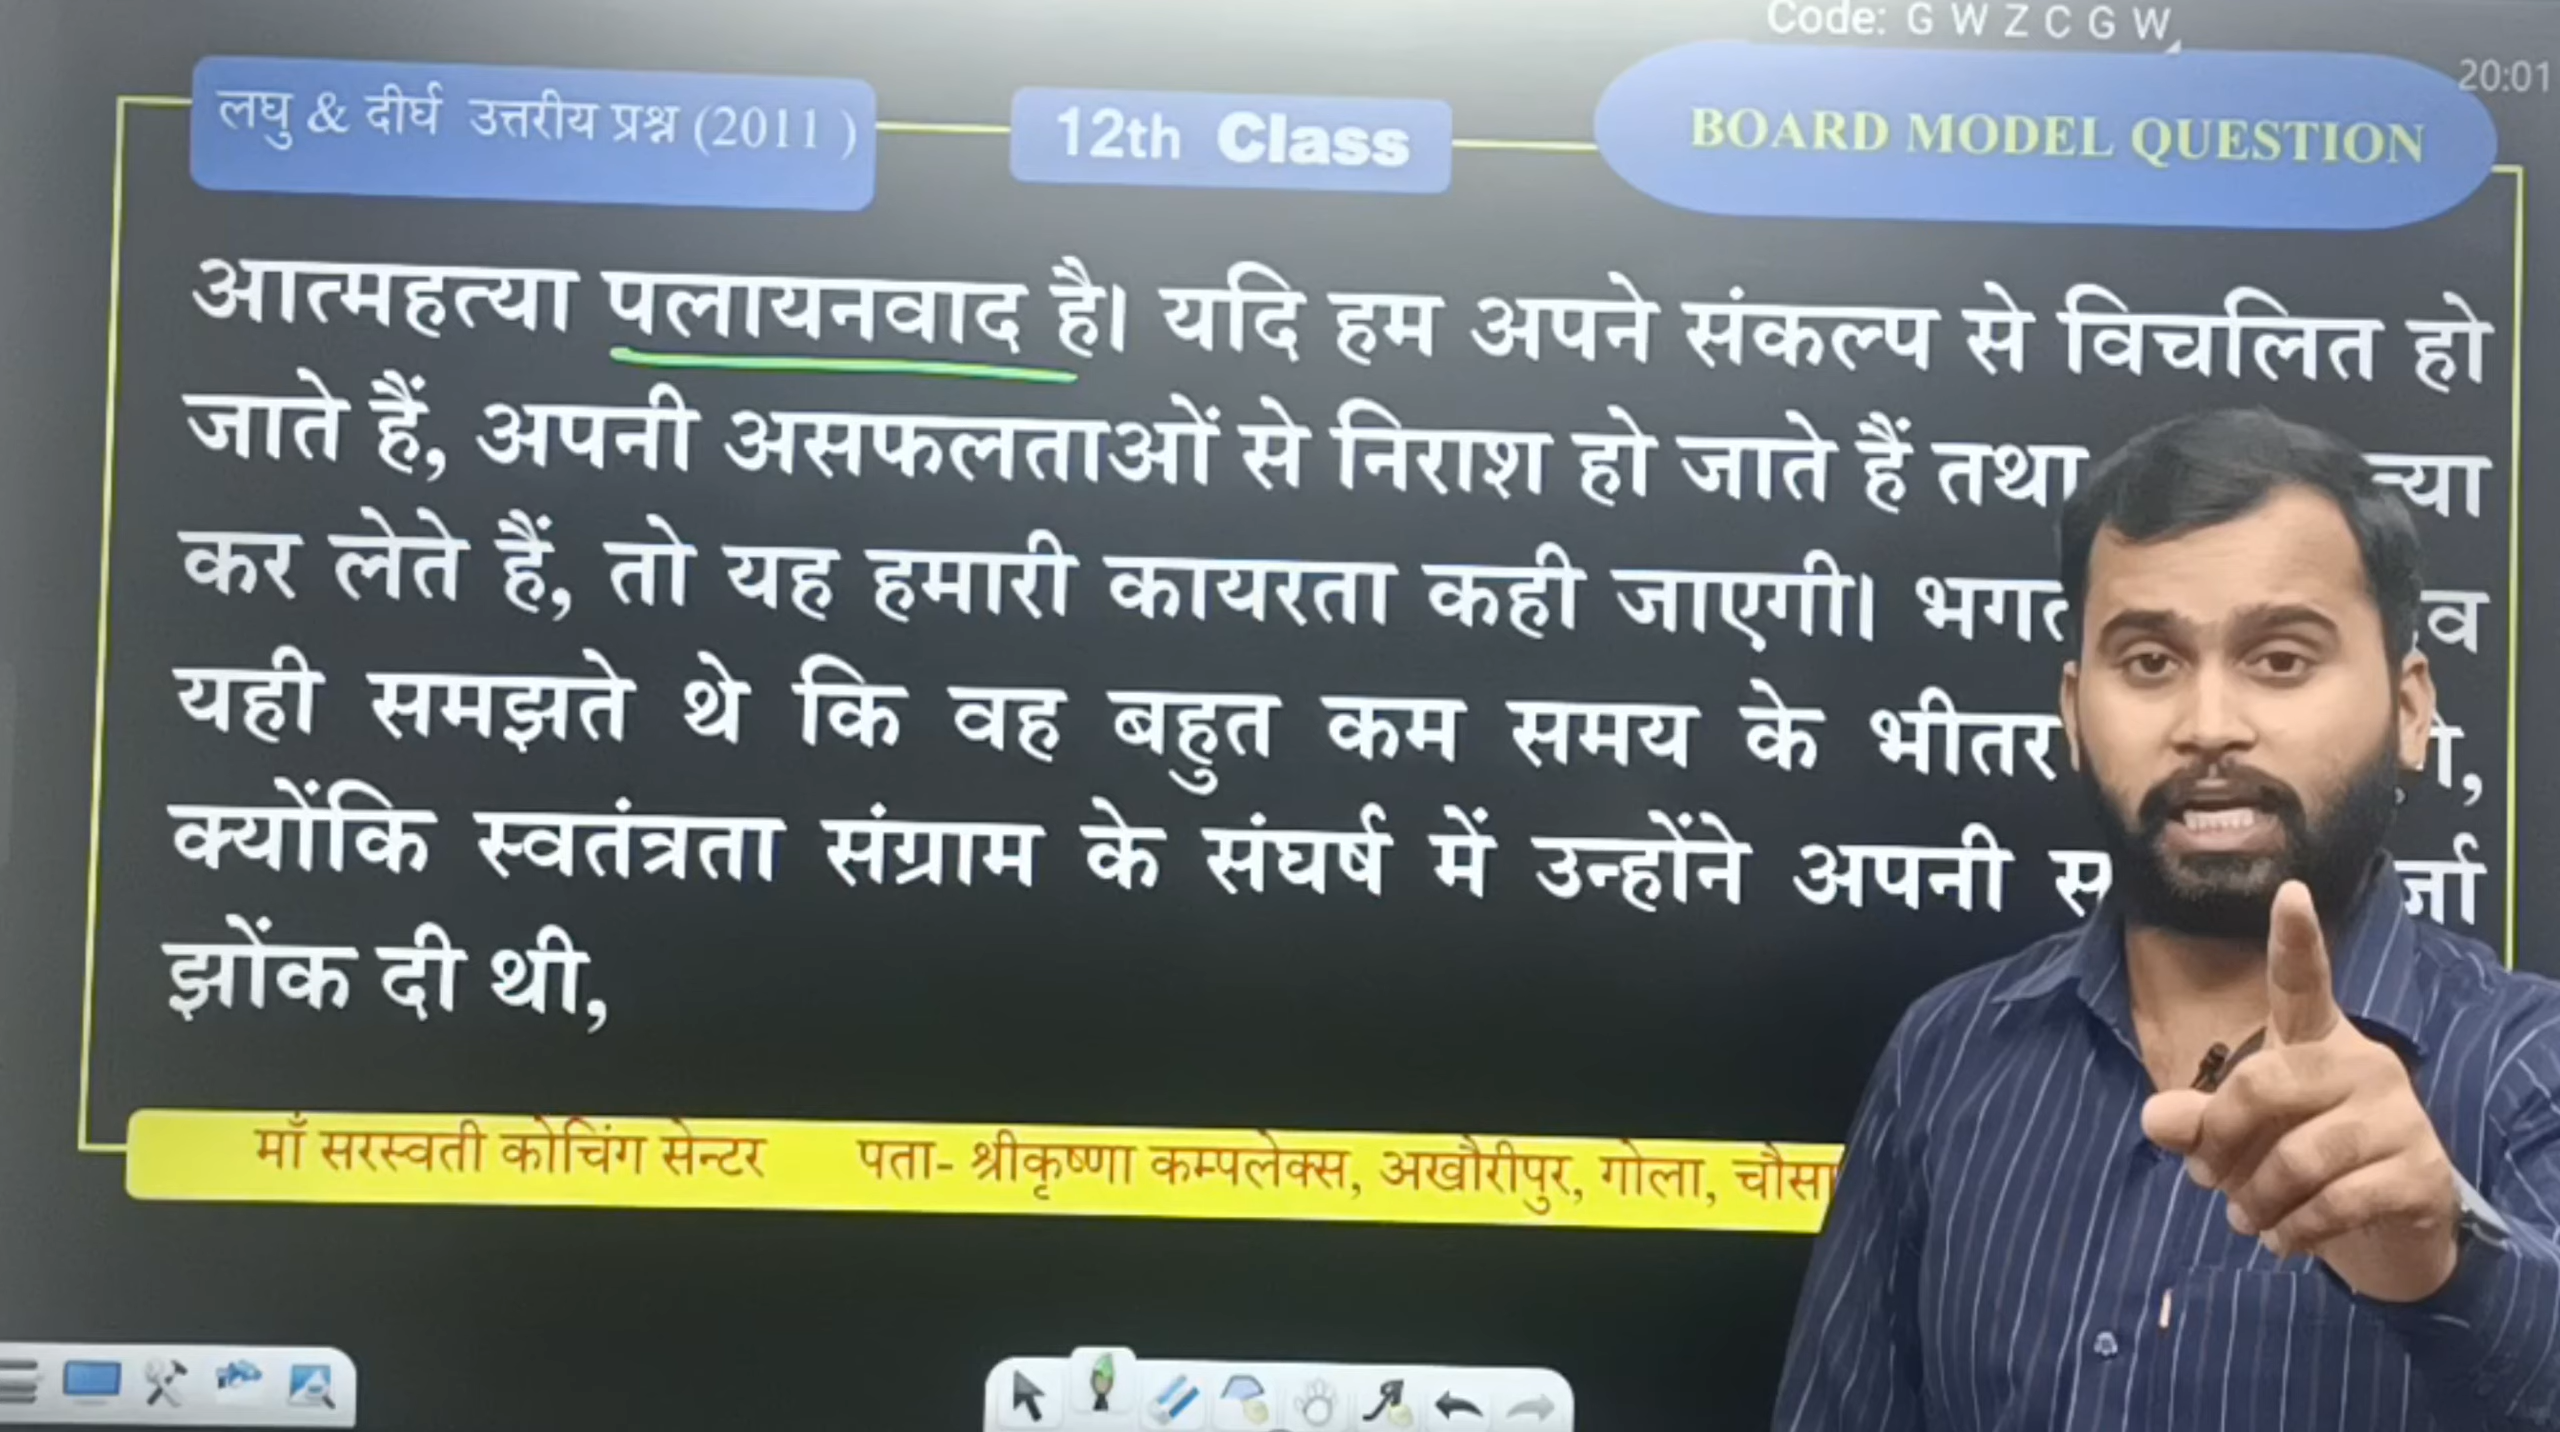 Code: G W Z C G W
20:01
लघु & दीर्घ उत्तरीय प्रश्न (2011 )
12th Class
BOARD MODEL QUESTION
आत्महत्या पलायनवाद है। यदि हम अपने संकल्प से विचलित हो
जाते हैं, अपनी असफलताओं से निराश हो जाते हैं तथा
कर लेते हैं, तो यह हमारी कायरता कही जाएगी।
यही समझते थे कि वह बहुत कम समय के भीतर
क्योंकि स्वतंत्रता संग्राम के संघर्ष में उन्होंने अपनी
झोंक दी थी,
माँ सरस्वती कोचिंग सेन्टर पता- श्रीकृष्णा कम्पलेक्स, अखौरीपुर, गोला, चौसा